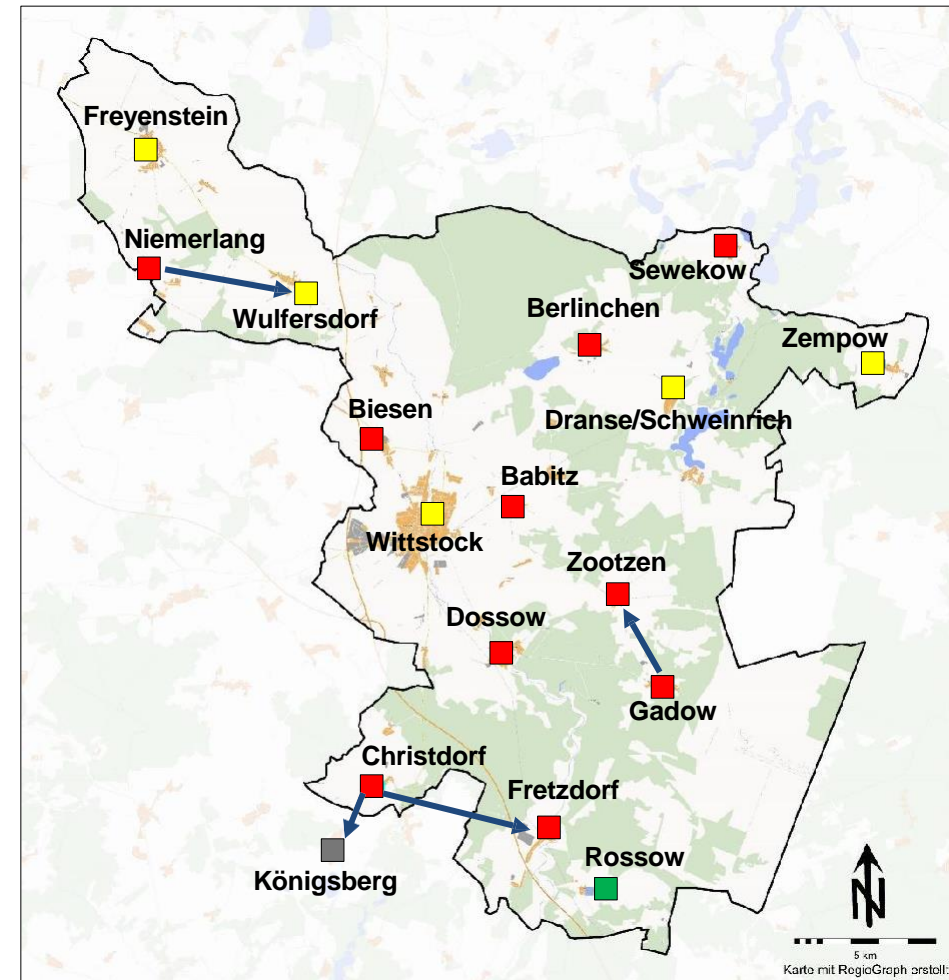 Freyenstein
Niemerlang
Sewekow
Wulfersdorf
Berlinchen
Zempow
Biesen
Dranse/Schweinrich
Babitz
Wittstock
Zootzen
Dossow
Gadow
Christdorf
Fretzdorf
Rossow
Königsberg
N
5 km
Karte mit RegioGraph erstellt